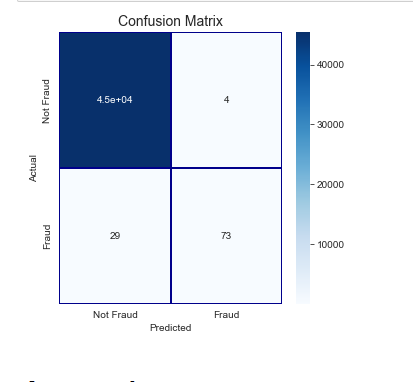 Confusion Matrix
Not Fraud
4.5e+04
4
40000
30000
Actual
20000
Fraud
29
73
10000
Not Fraud
Fraud
Predicted